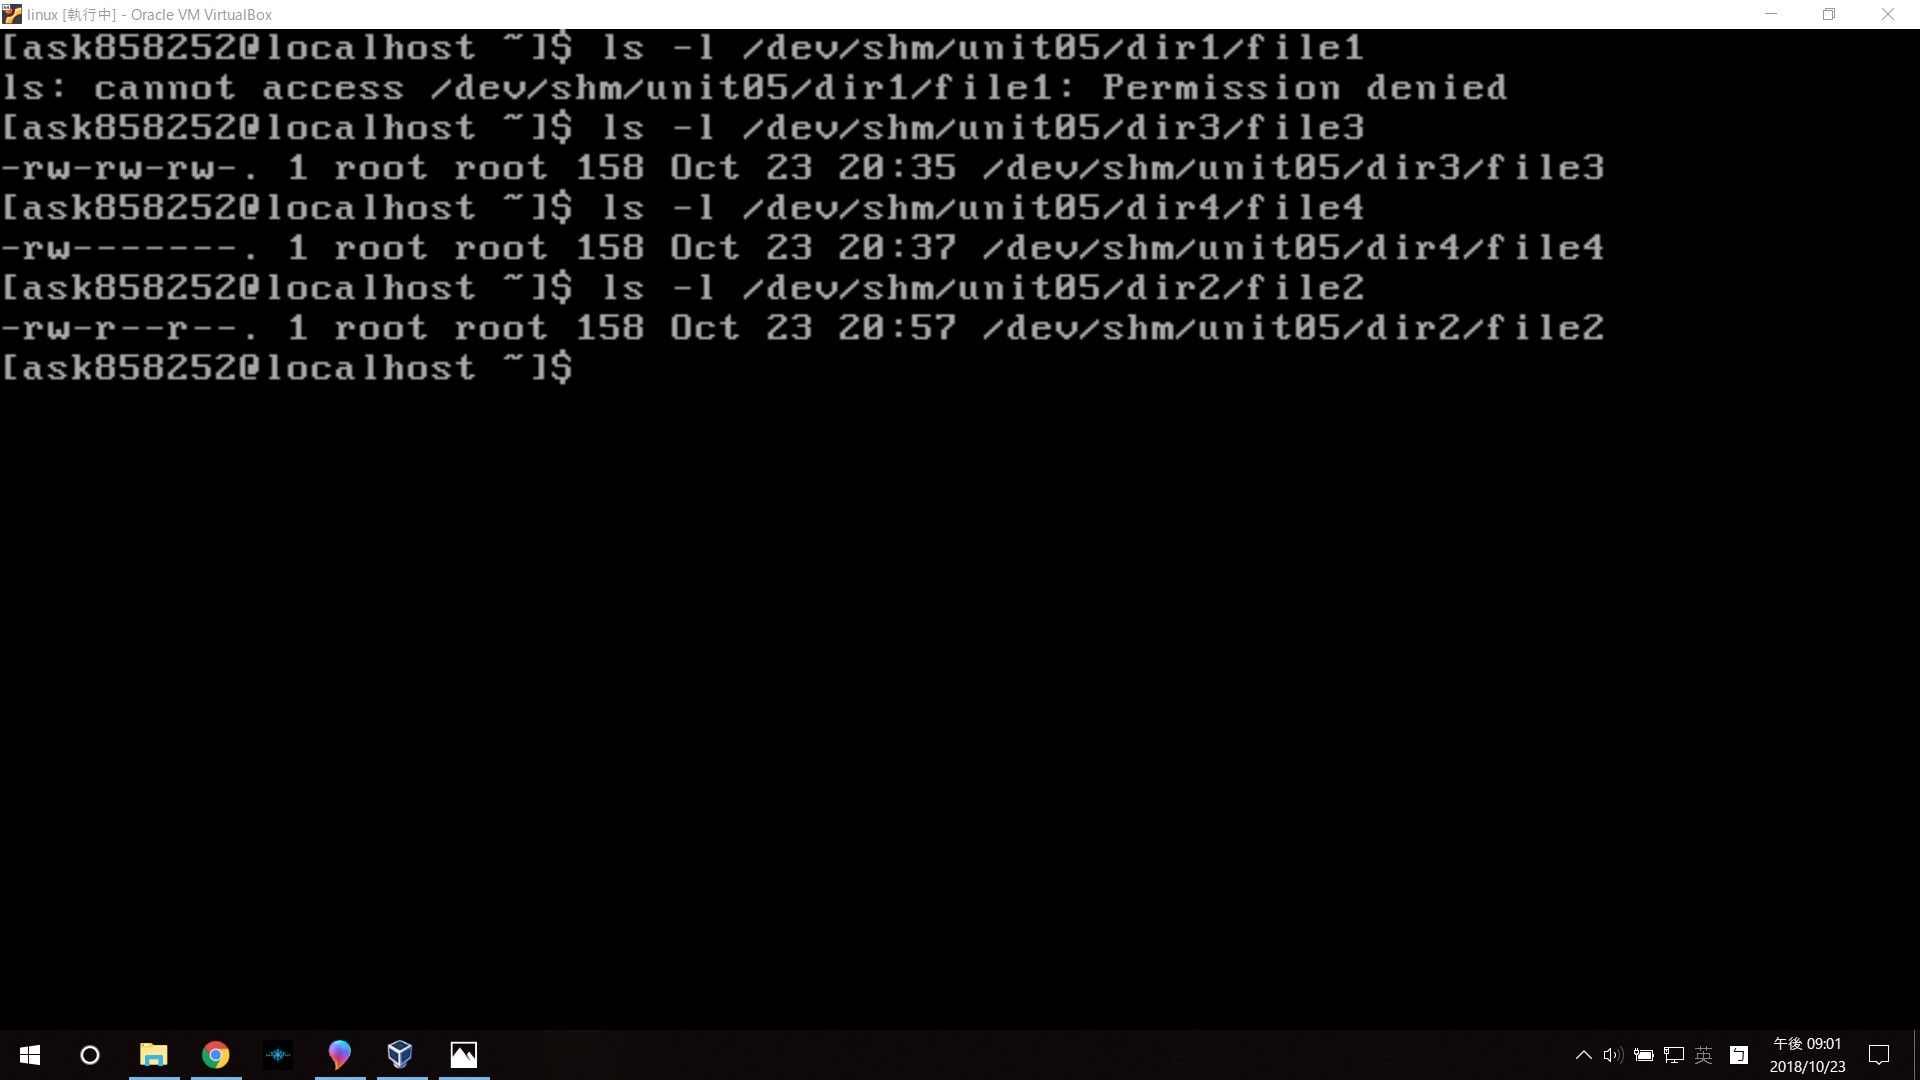 linux [執行中] - Oracle VM VirtualBox
[ask858252@localhost ~]$ ls -l /dev/shm/unit05/dir1/file1
ls: cannot access /dev/shm/unit05/dir1/file1: Permission denied
[ask858252@localhost ~]$ ls -l /dev/shm/unit05/dir3/file3
-rw-rw-rw-. 1 root root 158 Oct 23 20:35 /dev/shm/unit05/dir3/file3
[ask858252@localhost ~]$ ls -l /dev/shm/unit05/dir4/file4
-rw-------. 1 root root 158 Oct 23 20:37 /dev/shm/unit05/dir4/file4
[ask858252@localhost ~]$ ls -l /dev/shm/unit05/dir2/file2
-rw-r--r--. 1 root root 158 Oct 23 20:57 /dev/shm/unit05/dir2/file2
[ask858252@localhost ~]$
英
午後 09:01
2018/10/23